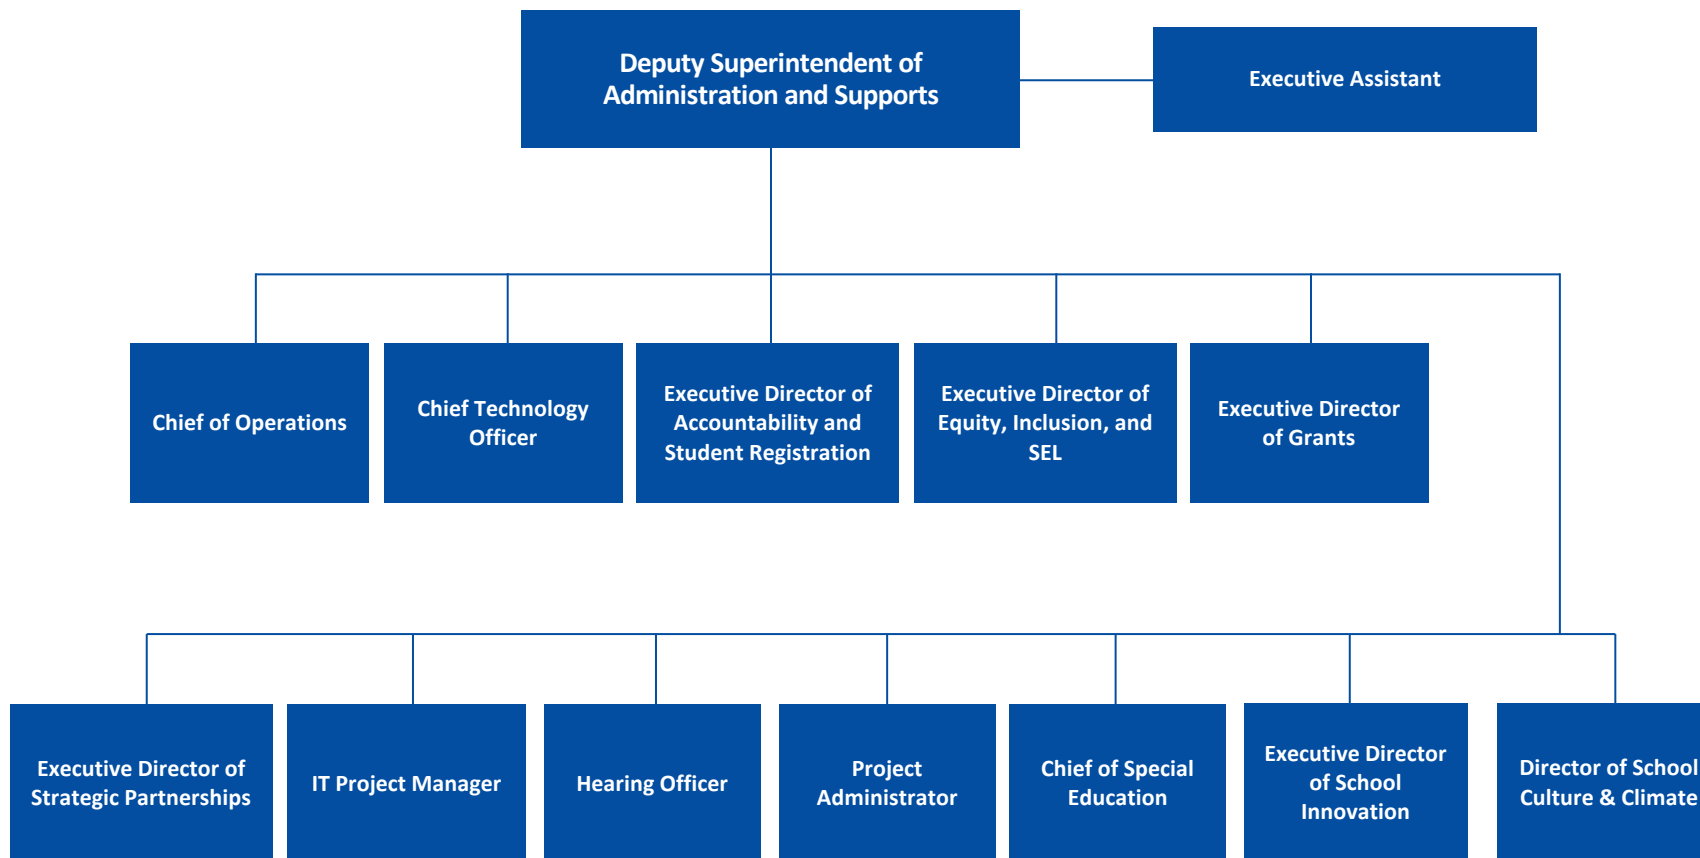 Deputy Superintendent of
Administration and Supports
Executive Assistant
Chief of Operations
Chief Technology
Officer
Executive Director of
Accountability and
Student Registration
Executive Director of
Equity, Inclusion, and
SEL
Executive Director
of Grants
Executive Director of
Strategic Partnerships
IT Project Manager
Hearing Officer
Project
Administrator
Chief of Special
Education
Executive Director
of School
Innovation
Director of School
Culture & Climate